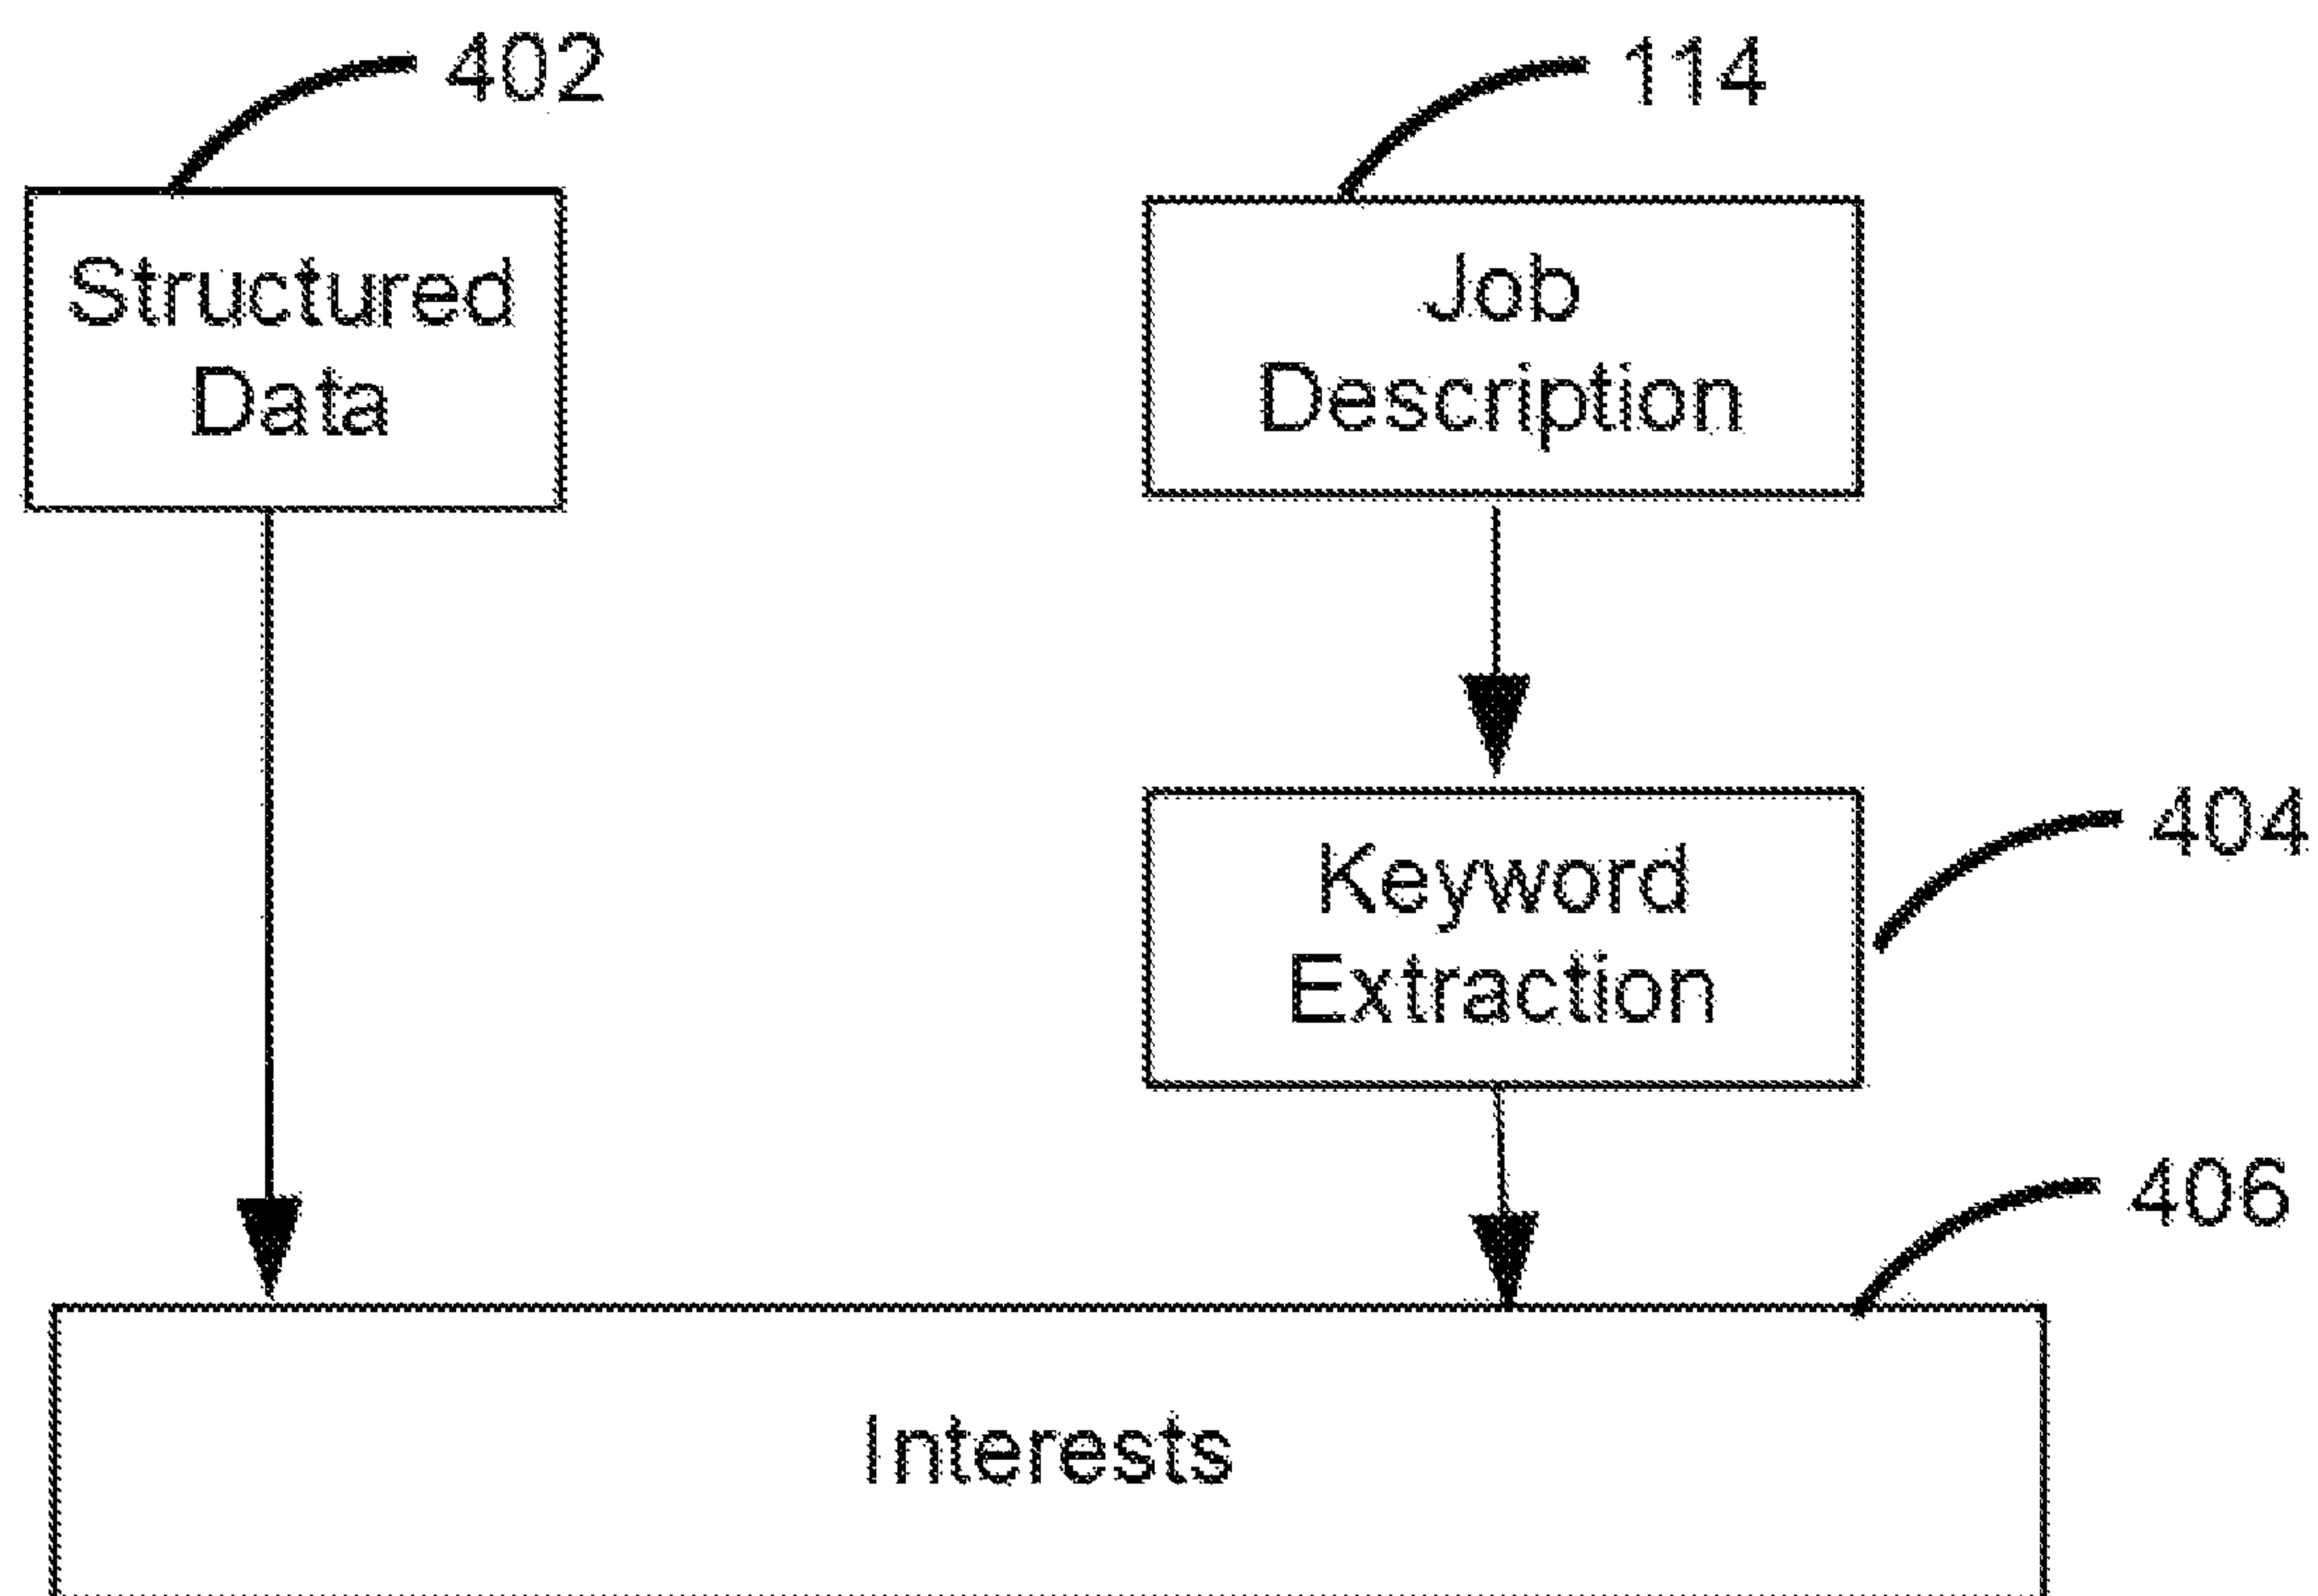 402
114
Structured
Data
Job
Description
Keyword
Extraction
404
406
Interests